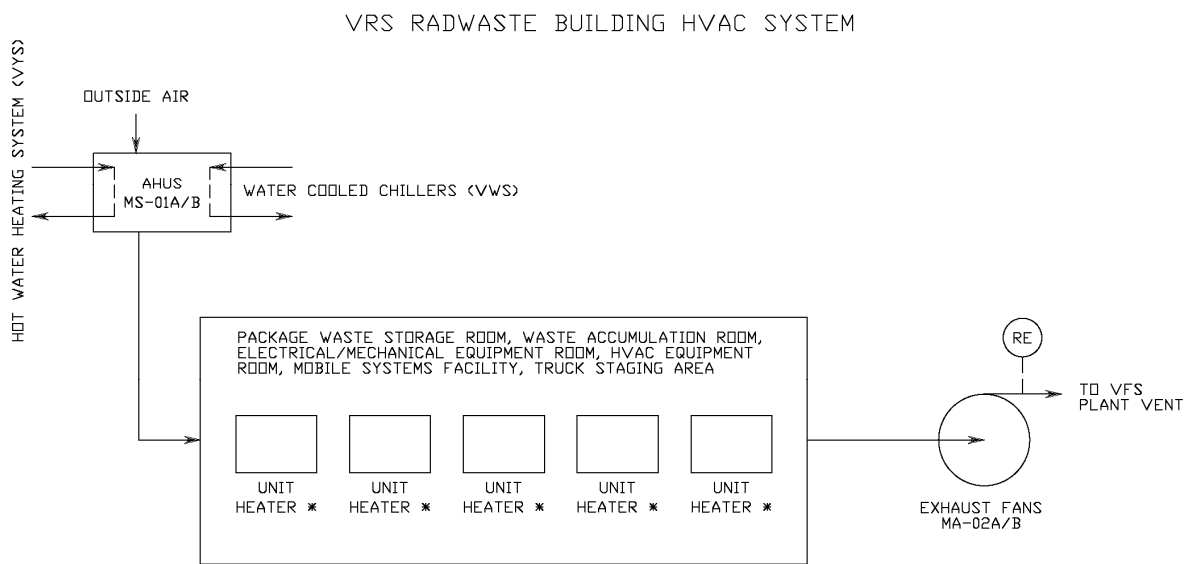 VRS RADWASTE BUILDING HVAC SYSTEM
HOT WATER HEATING SYSTEM (VYS)
OUTSIDE AIR
AHUS
MS-01A/B
WATER COOLED CHILLERS (VWS)
PACKAGE WASTE STORAGE ROOM, WASTE ACCUMULATION ROOM,
ELECTRICAL/MECHANICAL EQUIPMENT ROOM, HVAC EQUIPMENT
ROOM, MOBILE SYSTEMS FACILITY, TRUCK STAGING AREA
RE
TO VFS
PLANT VENT
UNIT
HEATER *
UNIT
HEATER *
UNIT
HEATER *
UNIT
HEATER *
UNIT
HEATER *
EXHAUST FANS
MA-02A/B